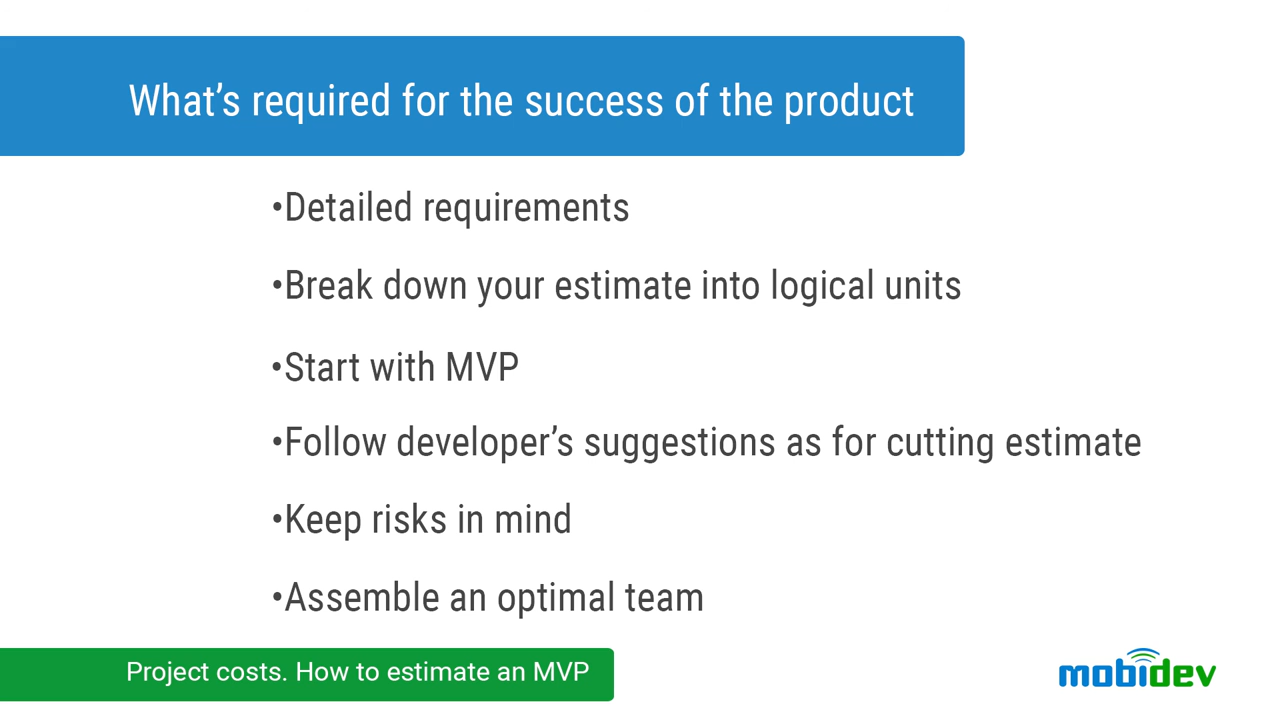 What’s required for the success of the product
•Detailed requirements
•Break down your estimate into logical units
•Start with MVP
•Follow developer’s suggestions as for cutting estimate
•Keep risks in mind
•Assemble an optimal team
Project costs. How to estimate an MVP
mobidev